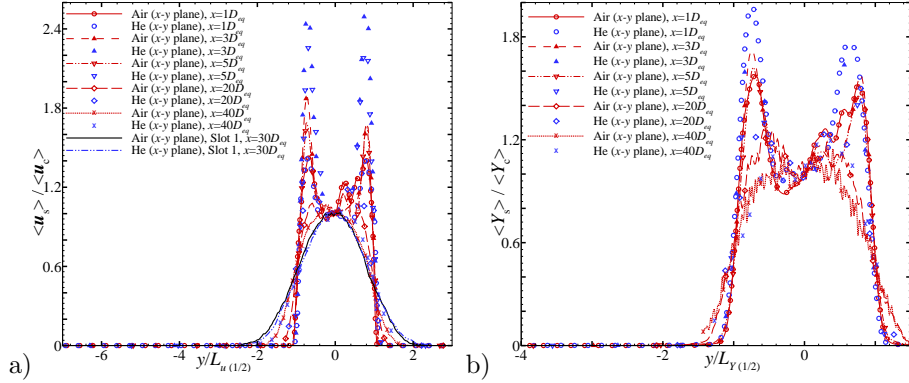 Air (x-y plane), x=1D_eq
He (x-y plane), x=1D_eq
Air (x-y plane), x=3D_eq
He (x-y plane), x=3D_eq
Air (x-y plane), x=5D_eq
He (x-y plane), x=5D_eq
Air (x-y plane), x=20D_eq
He (x-y plane), x=20D_eq
Air (x-y plane), x=40D_eq
He (x-y plane), x=40D_eq
Air (x-y plane), Slot 1, x=30D_eq
He (x-y plane), Slot 1, x=30D_eq
<u_s> / <u_c>
2.4
1.8
1.2
0.6
0
-6
-4
-2
0
2
y/L_u (1/2)
a)
Air (x-y plane), x=1D_eq
He (x-y plane), x=1D_eq
Air (x-y plane), x=3D_eq
He (x-y plane), x=3D_eq
Air (x-y plane), x=5D_eq
He (x-y plane), x=5D_eq
Air (x-y plane), x=20D_eq
He (x-y plane), x=20D_eq
Air (x-y plane), x=40D_eq
He (x-y plane), x=40D_eq
<Y_s> / <Y_c>
1.8
1.2
0.6
0
-4
-2
0
y/L_Y (1/2)
b)